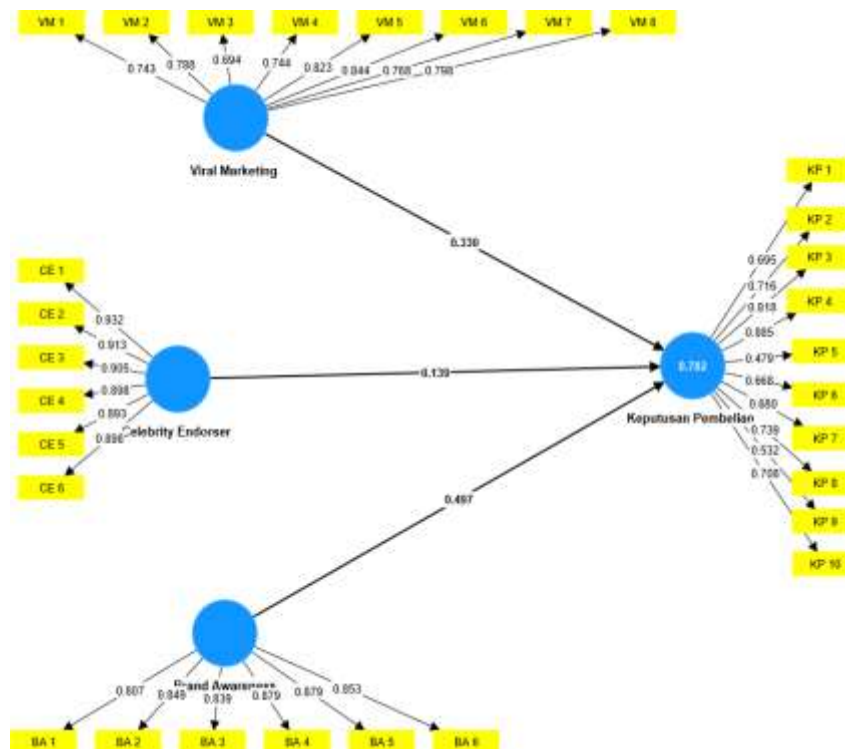 VM 1 VM 2 VM 3 VM 4 VM 5 VM 6 VM 7 VM 8
0.743 0.788 0.694 0.744 0.823 0.844 0.768 0.798
Viral Marketing
KP 1
KP 2
KP 3
KP 4
KP 5
KP 6
KP 7
KP 8
KP 9
KP 10
0.695
0.716
0.818
0.885
0.479
0.668
0.680
0.739
0.532
0.708
0.330
CE 1
CE 2
CE 3
CE 4
CE 5
CE 6
0.932
0.913
0.905
0.898
0.893
0.896
Celebrity Endorser
0.139
0.782
Keputusan Pembelian
0.497
Brand Awareness
0.807 0.849 0.839 0.879 0.879 0.853
BA 1 BA 2 BA 3 BA 4 BA 5 BA 6